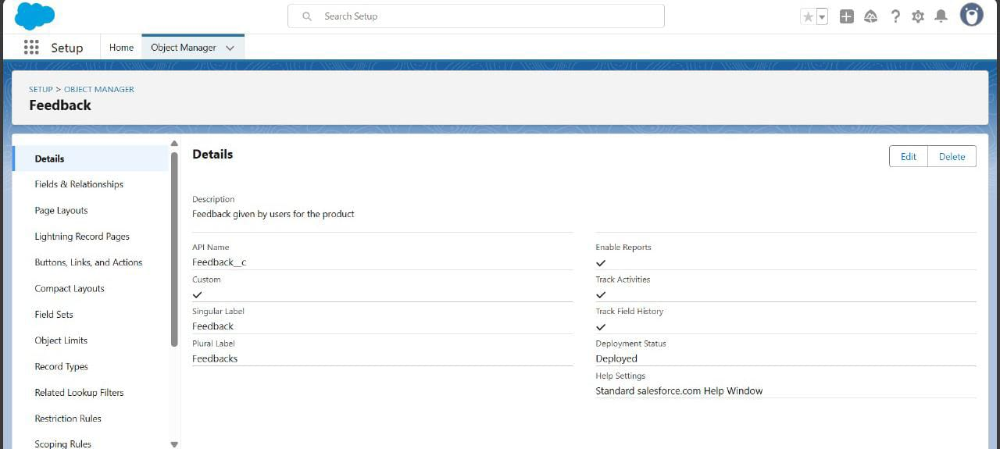 Search Setup
Setup
Home
Object Manager
SETUP > OBJECT MANAGER
Feedback
Details
Fields & Relationships
Page Layouts
Lightning Record Pages
Buttons, Links, and Actions
Compact Layouts
Field Sets
Object Limits
Record Types
Related Lookup Filters
Restriction Rules
Scoping Rules
Details
Edit
Delete
Description
Feedback given by users for the product
API Name
Feedback__c
Custom
Singular Label
Feedback
Plural Label
Feedbacks
Enable Reports
Track Activities
Track Field History
Deployment Status
Deployed
Help Settings
Standard salesforce.com Help Window